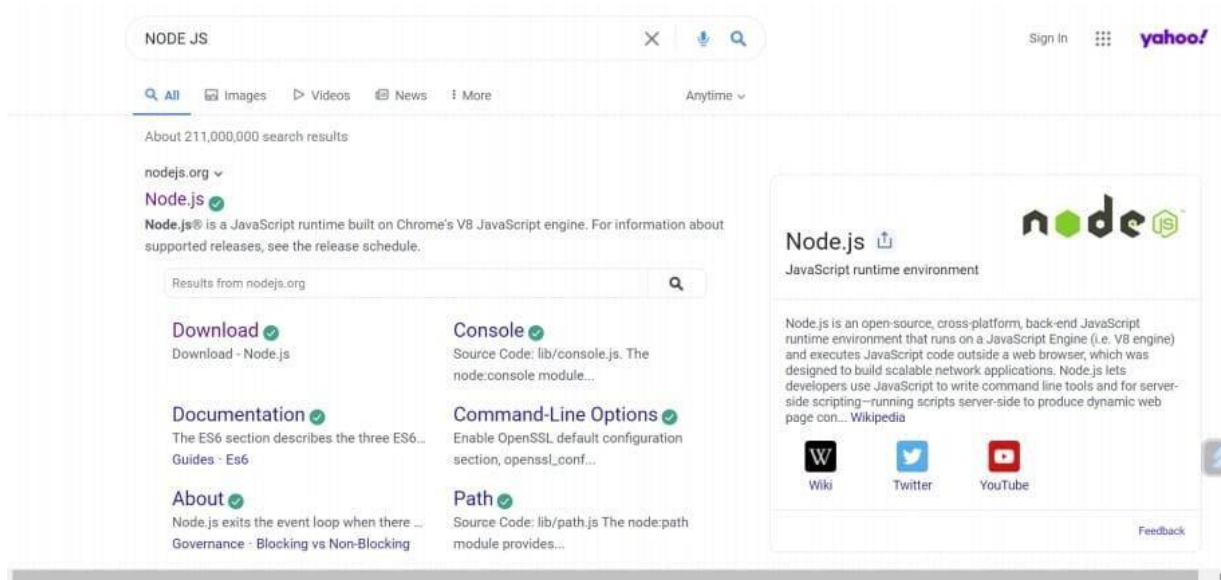 NODE JS
Sign In
yahoo!
All
Images
Videos
News
More
Anytime
About 211,000,000 search results
nodejs.org
Node.js
Node.js® is a JavaScript runtime built on Chrome's V8 JavaScript engine. For information about
supported releases, see the release schedule.
Results from nodejs.org
Download
Download - Node.js
Console
Source Code: lib/console.js. The
node:console module...
Documentation
The ES6 section describes the three ES6...
Guides · Es6
Command-Line Options
Enable OpenSSL default configuration
section, openssl_conf...
About
Node.js exits the event loop when there ...
Governance · Blocking vs Non-Blocking
Path
Source Code: lib/path.js The node:path
module provides...
node JS
Node.js
JavaScript runtime environment
Node.js is an open-source, cross-platform, back-end JavaScript
runtime environment that runs on a JavaScript Engine (i.e. V8 engine)
and executes JavaScript code outside a web browser, which was
designed to build scalable network applications. Node.js lets
developers use JavaScript to write command line tools and for server-
side scripting—running scripts server-side to produce dynamic web
page con... Wikipedia
W
Wiki
Twitter
YouTube
Feedback